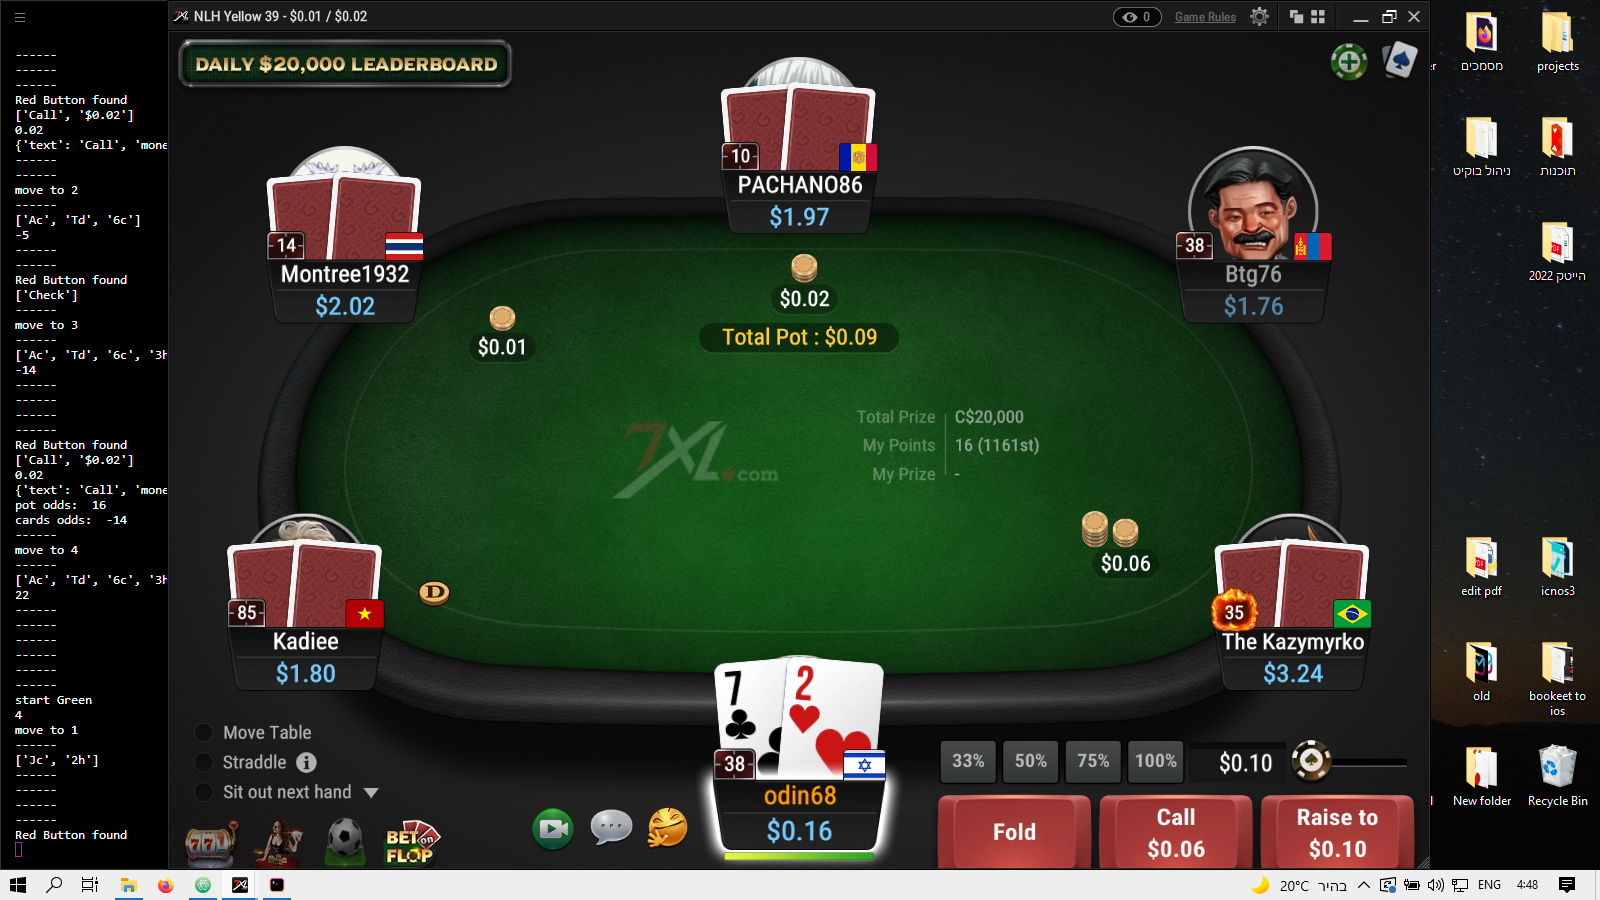 ------
------
------
Red Button found
['Call', '$0.02']
0.02
{'text': 'Call', 'mone
------
------
move to 2
------
['Ac', 'Td', '6c']
-5
------
------
Red Button found
['Check']
------
move to 3
------
['Ac', 'Td', '6c', '3h
-14
------
------
------
------
Red Button found
['Call', '$0.02']
0.02
{'text': 'Call', 'mone
pot odds:  16
cards odds:  -14
------
move to 4
------
['Ac', 'Td', '6c', '3h
22
------
------
------
------
------
------
start Green
4
move to 1
------
['Jc', '2h']
------
------
------
------
Red Button found
NLH Yellow 39 - $0.01 / $0.02
0
Game Rules
DAILY $20,000 LEADERBOARD
10
PACHANO86
$1.97
14
Montree1932
$2.02
38
Btg76
$1.76
$0.02
$0.01
Total Pot : $0.09
Total Prize C$20,000
My Points 16 (1161st)
My Prize -
7XL.com
$0.06
85
Kadiee
$1.80
D
35
The Kazymyrko
$3.24
7
2
38
odin68
$0.16
Move Table
Straddle i
Sit out next hand
777
BET on FLOP
33%
50%
75%
100%
$0.10
Fold
Call
$0.06
Raise to
$0.10
מסמכים
projects
ניהול בוקיט
תוכנות
הייטק 2022
edit pdf
icnos3
old
bookeet to
ios
New folder
Recycle Bin
20°C
בהיר
ENG
4:48